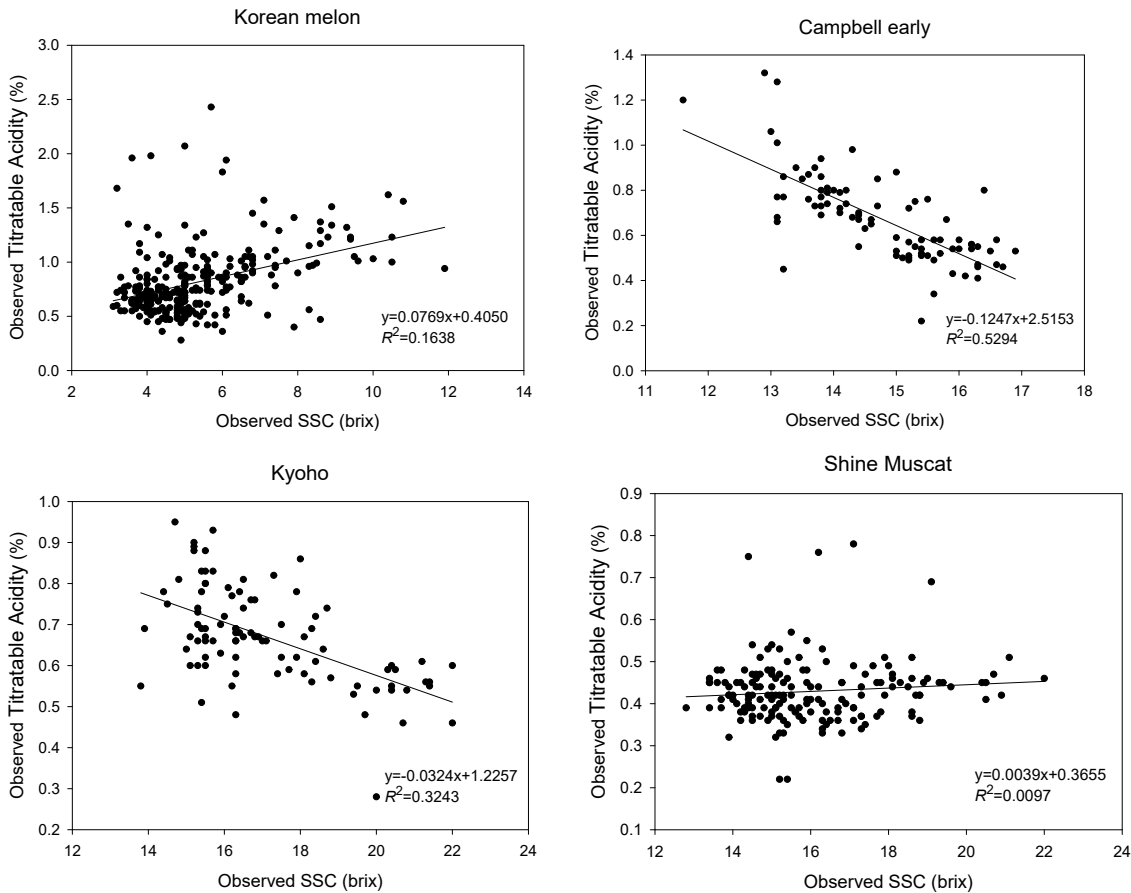 Korean melon
3.0
2.5
2.0
1.5
1.0
0.5
0.0
Observed Titratable Acidity (%)
y=0.0769x+0.4050
R²=0.1638
2 4 6 8 10 12 14
Observed SSC (brix)
Campbell early
1.4
1.2
1.0
0.8
0.6
0.4
0.2
0.0
Observed Titratable Acidity (%)
y=-0.1247x+2.5153
R²=0.5294
11 12 13 14 15 16 17 18
Observed SSC (brix)
Kyoho
1.0
0.9
0.8
0.7
0.6
0.5
0.4
0.3
0.2
Observed Titratable Acidity (%)
y=-0.0324x+1.2257
R²=0.3243
12 14 16 18 20 22 24
Observed SSC (brix)
Shine Muscat
0.9
0.8
0.7
0.6
0.5
0.4
0.3
0.2
0.1
Observed Titratable Acidity (%)
y=0.0039x+0.3655
R²=0.0097
12 14 16 18 20 22 24
Observed SSC (brix)